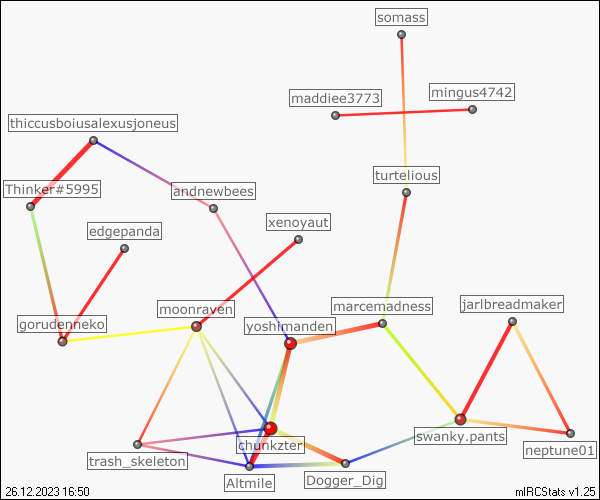 somass
maddiee3773
mingus4742
thiccusboiusalexusjoneus
turtelious
Thinker#5995
andnewbees
edgepanda
xenoyaut
moonraven
marcemadness
jarlbreadmaker
gorudenneko
yoshmanden
swanky.pants
chunkzter
neptune01
trash_skeleton
Altmile
Dogger_Dig
26.12.2023 16:50
mIRCStats v1.25